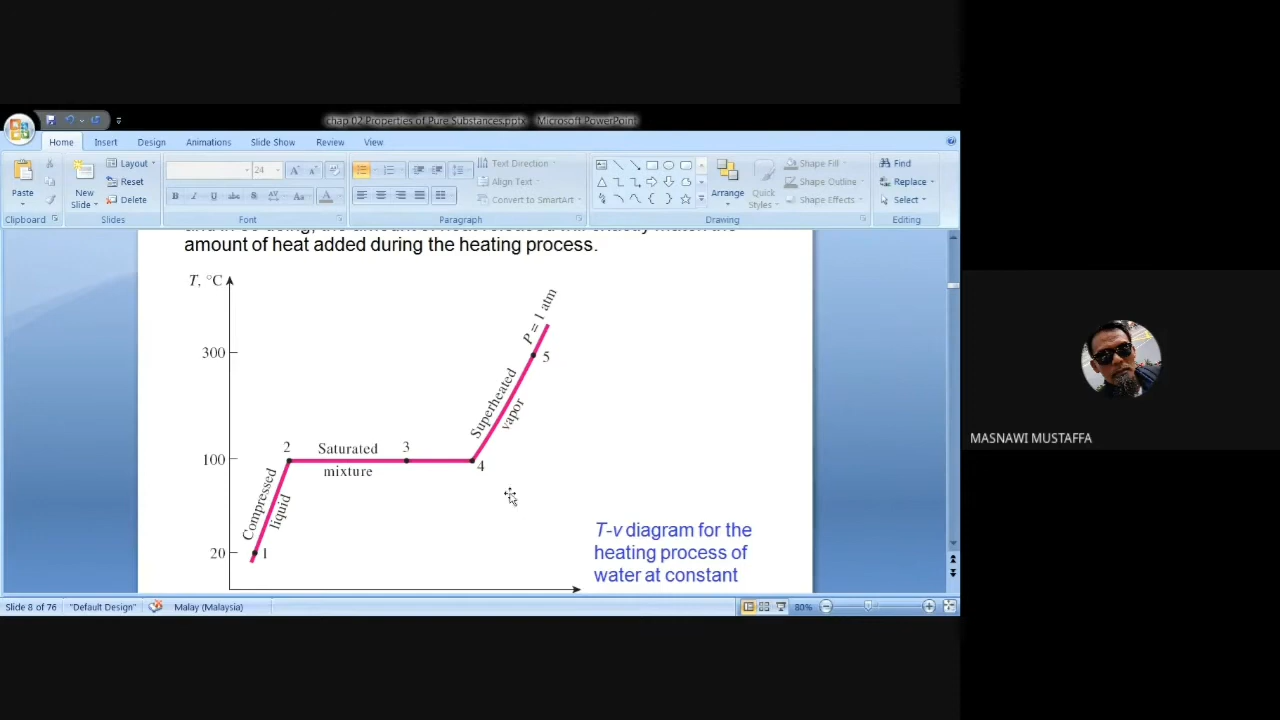 chap 02 Properties of Pure Substances.pptx - Microsoft PowerPoint
Home Insert Design Animations Slide Show Review View
Paste
Clipboard
New
Slide
Layout
Reset
Delete
Slides
24
B I U abc S AV Aa A
Font
Text Direction
Align Text
Convert to SmartArt
Paragraph
Arrange
Quick
Styles
Shape Fill
Shape Outline
Shape Effects
Drawing
Find
Replace
Select
Editing
amount of heat added during the heating process.
T, °C
300
100
20
1
2
3
4
5
Compressed
liquid
Saturated
mixture
Superheated
vapor
P = 1 atm
T-v diagram for the
heating process of
water at constant
Slide 8 of 76 "Default Design" Malay (Malaysia) 80%
MASNAWI MUSTAFFA